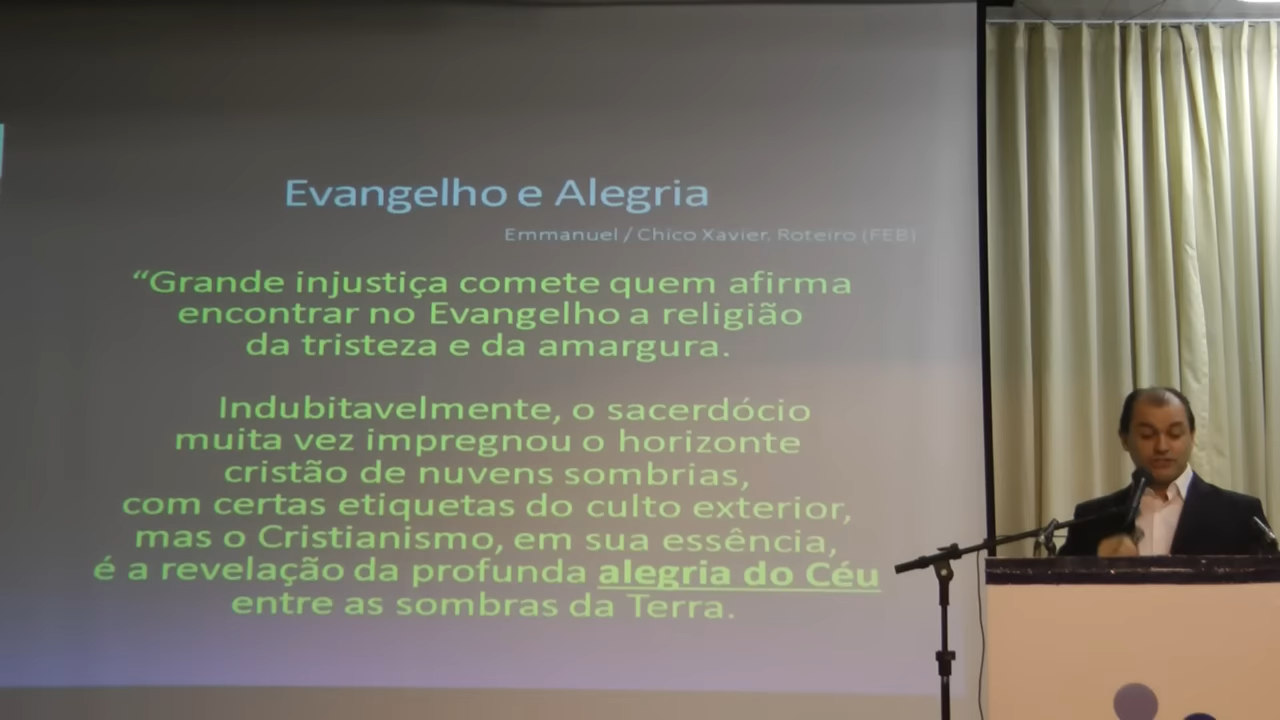 Evangelho e Alegria
Emmanuel / Chico Xavier, Roteiro (FEB)
“Grande injustiça comete quem afirma
encontrar no Evangelho a religião
da tristeza e da amargura.
Indubitavelmente, o sacerdócio
muita vez impregnou o horizonte
cristão de nuvens sombrias,
com certas etiquetas do culto exterior,
mas o Cristianismo, em sua essência,
é a revelação da profunda alegria do Céu
entre as sombras da Terra.